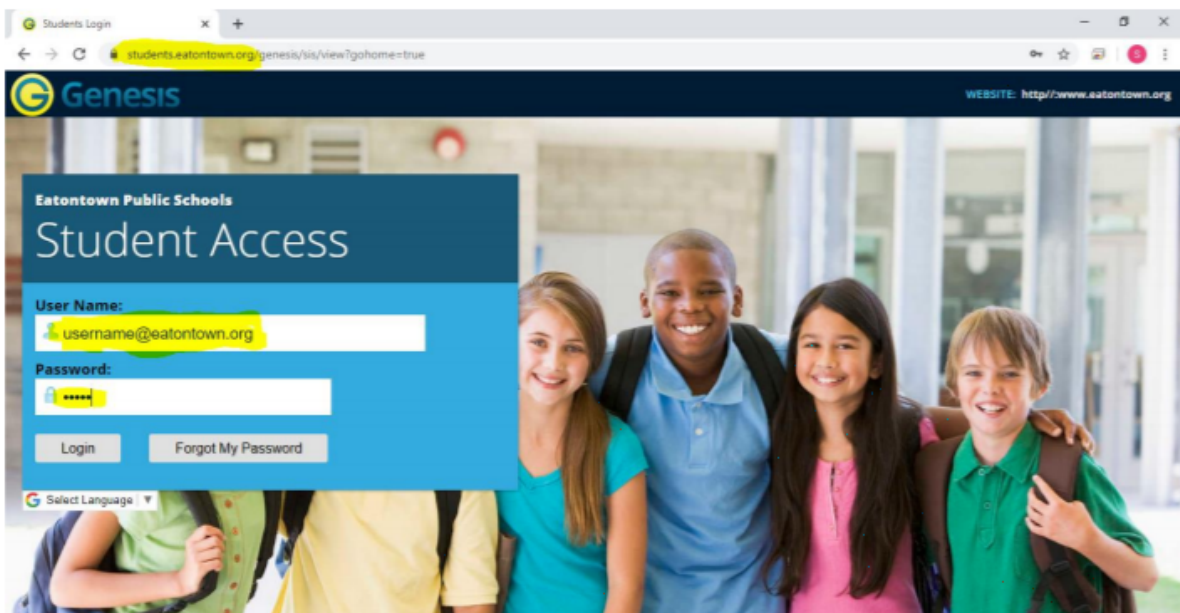 Students Login
students.eatontown.org/genesis/sis/view?gohome=true
S
Genesis
WEBSITE: http//:www.eatontown.org
Eatontown Public Schools
Student Access
User Name:
username@eatontown.org
Password:
•••••
Login Forgot My Password
Select Language ▼